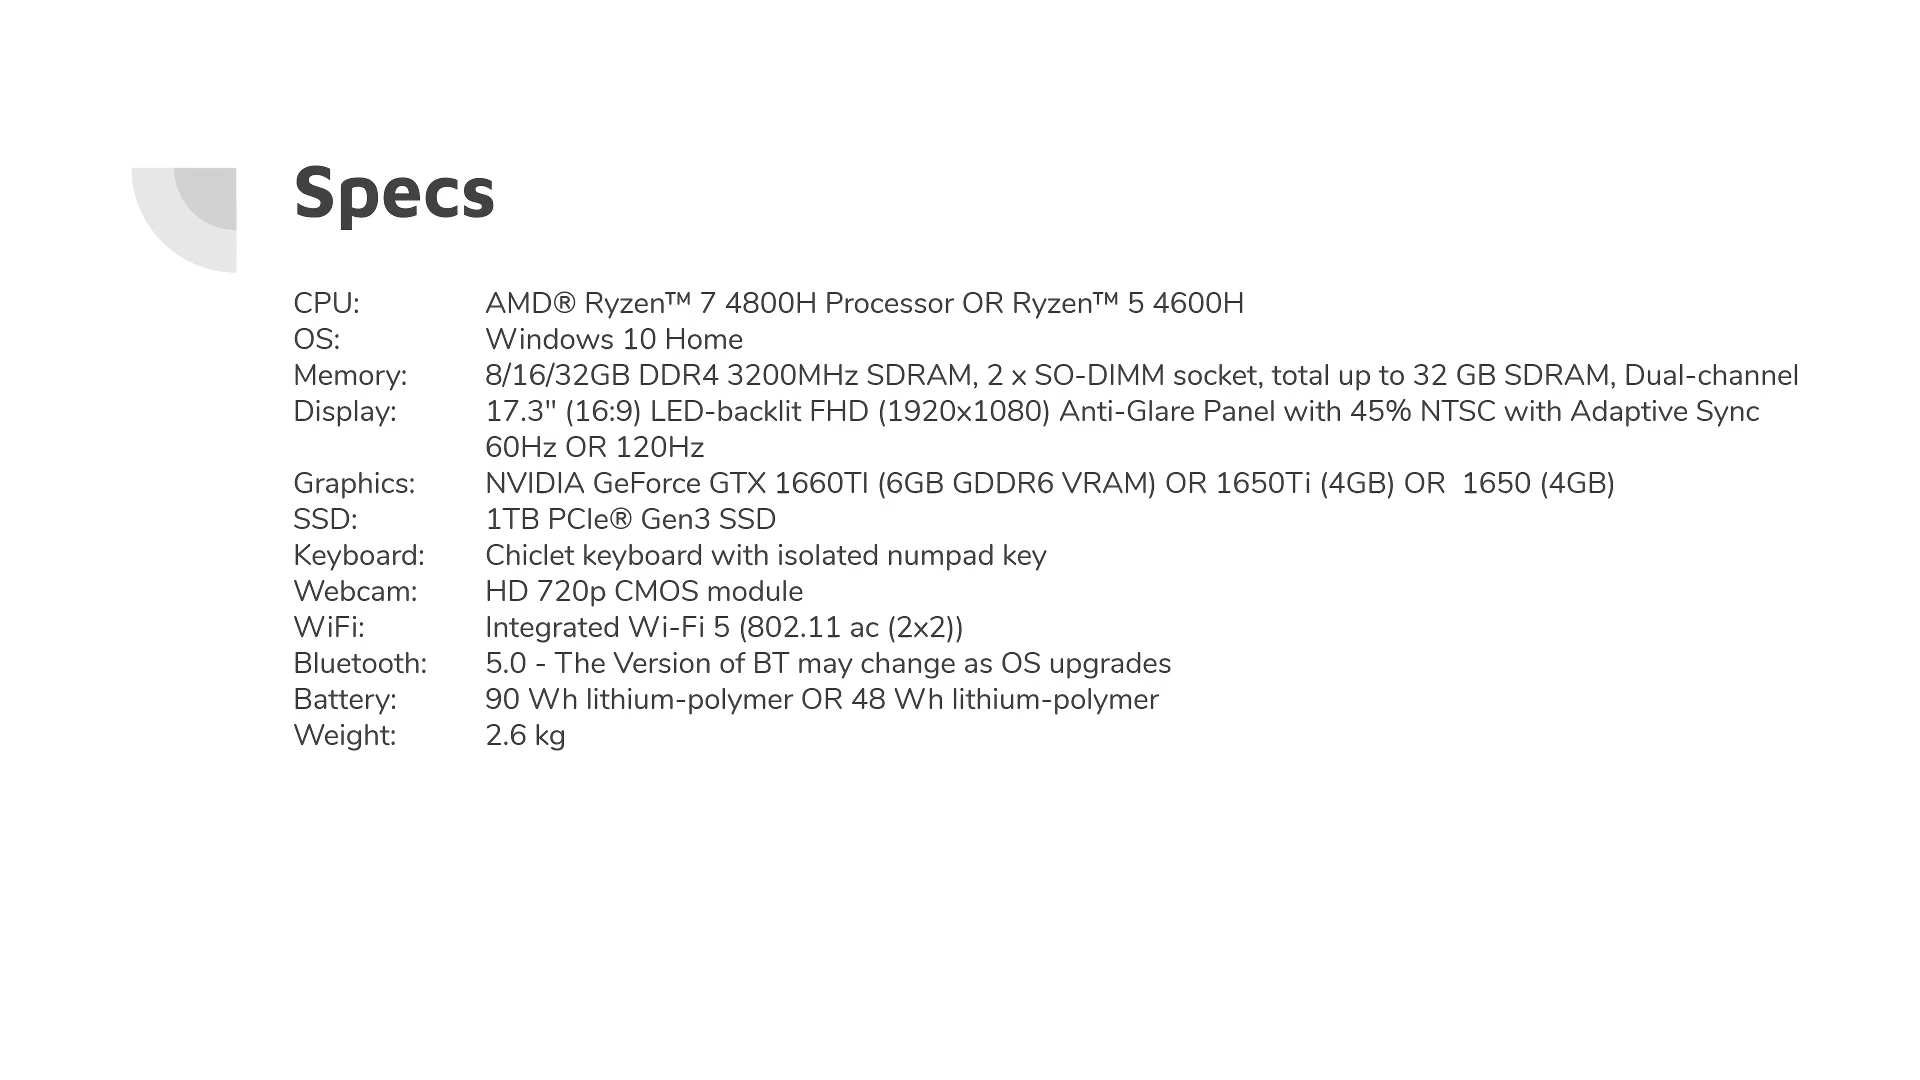 Specs
CPU: AMD® Ryzen™ 7 4800H Processor OR Ryzen™ 5 4600H
OS: Windows 10 Home
Memory: 8/16/32GB DDR4 3200MHz SDRAM, 2 x SO-DIMM socket, total up to 32 GB SDRAM, Dual-channel
Display: 17.3" (16:9) LED-backlit FHD (1920x1080) Anti-Glare Panel with 45% NTSC with Adaptive Sync
60Hz OR 120Hz
Graphics: NVIDIA GeForce GTX 1660TI (6GB GDDR6 VRAM) OR 1650Ti (4GB) OR  1650 (4GB)
SSD: 1TB PCIe® Gen3 SSD
Keyboard: Chiclet keyboard with isolated numpad key
Webcam: HD 720p CMOS module
WiFi: Integrated Wi-Fi 5 (802.11 ac (2x2))
Bluetooth: 5.0 - The Version of BT may change as OS upgrades
Battery: 90 Wh lithium-polymer OR 48 Wh lithium-polymer
Weight: 2.6 kg